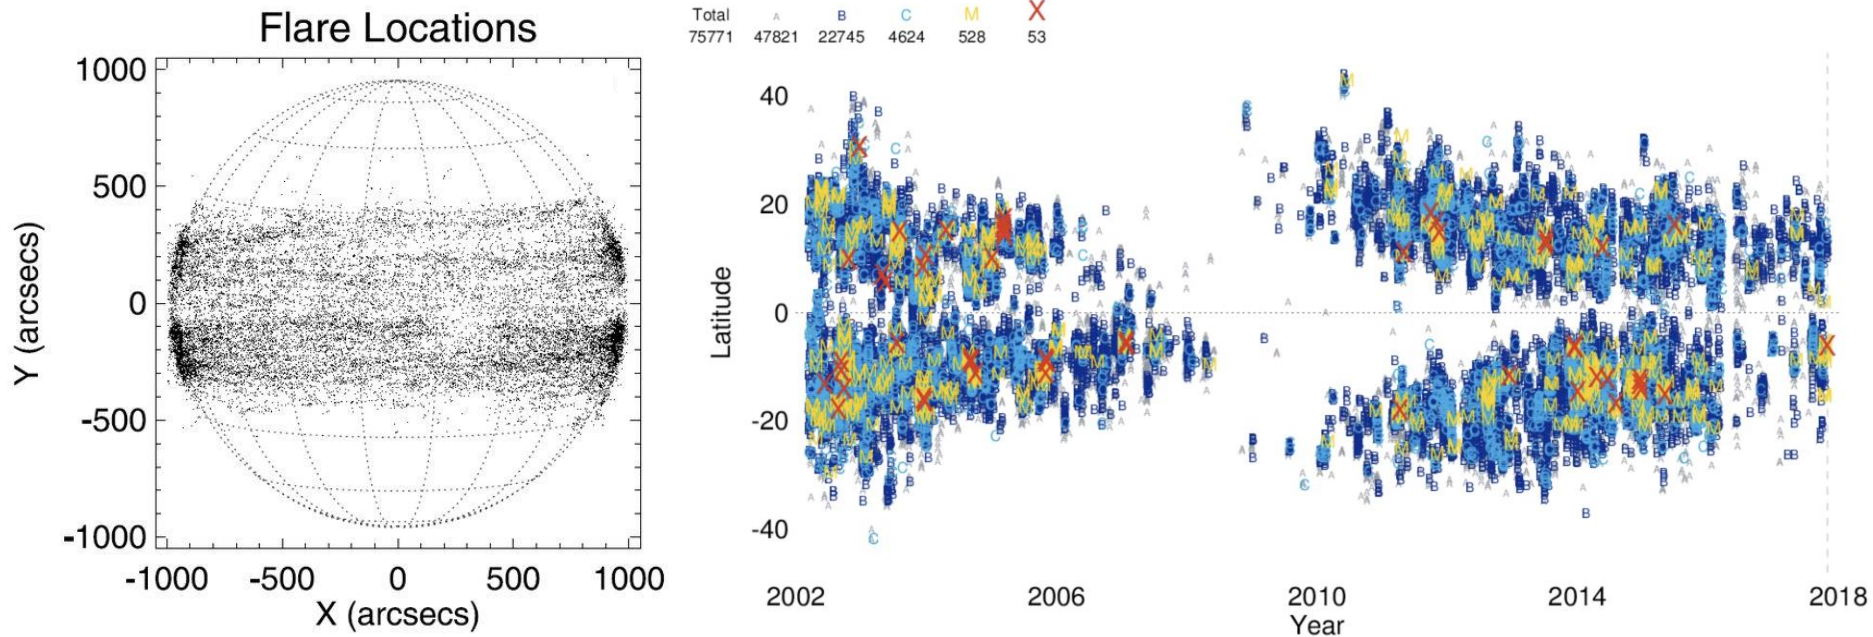 Flare Locations
1000
500
0
-500
-1000
Y (arcsecs)
-1000 -500 0 500 1000
X (arcsecs)
Total A B C M X
75771 47821 22745 4624 528 53
40
20
0
-20
-40
Latitude
2002 2006 2010 2014 2018
Year